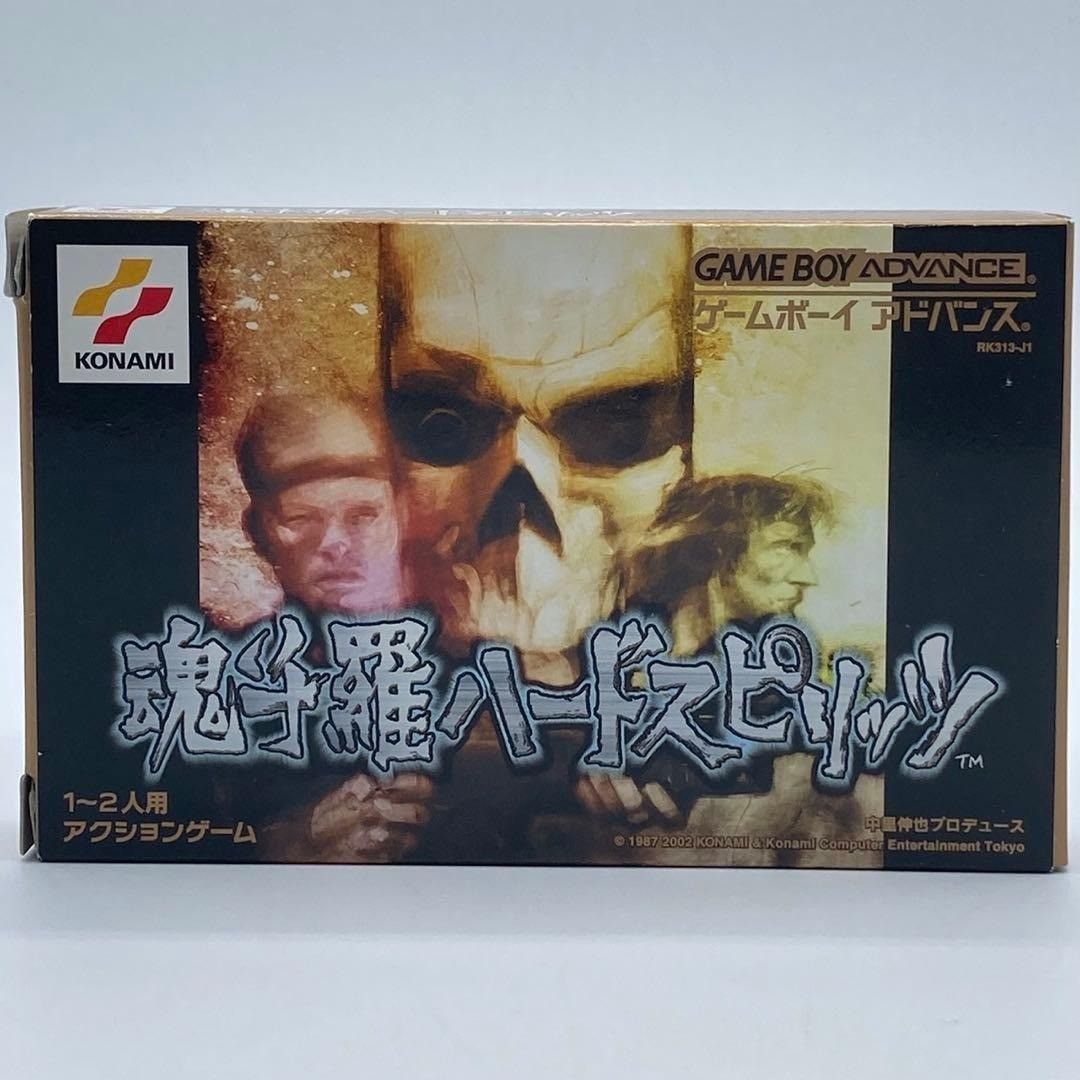 KONAMI
GAME BOY ADVANCE®
ゲームボーイ アドバンス®
RK313-J1
魂斗羅ハードスピリッツ
TM
1~2人用
アクションゲーム
中里伸也プロデュース
© 1987 2002 KONAMI & Konami Computer Entertainment Tokyo